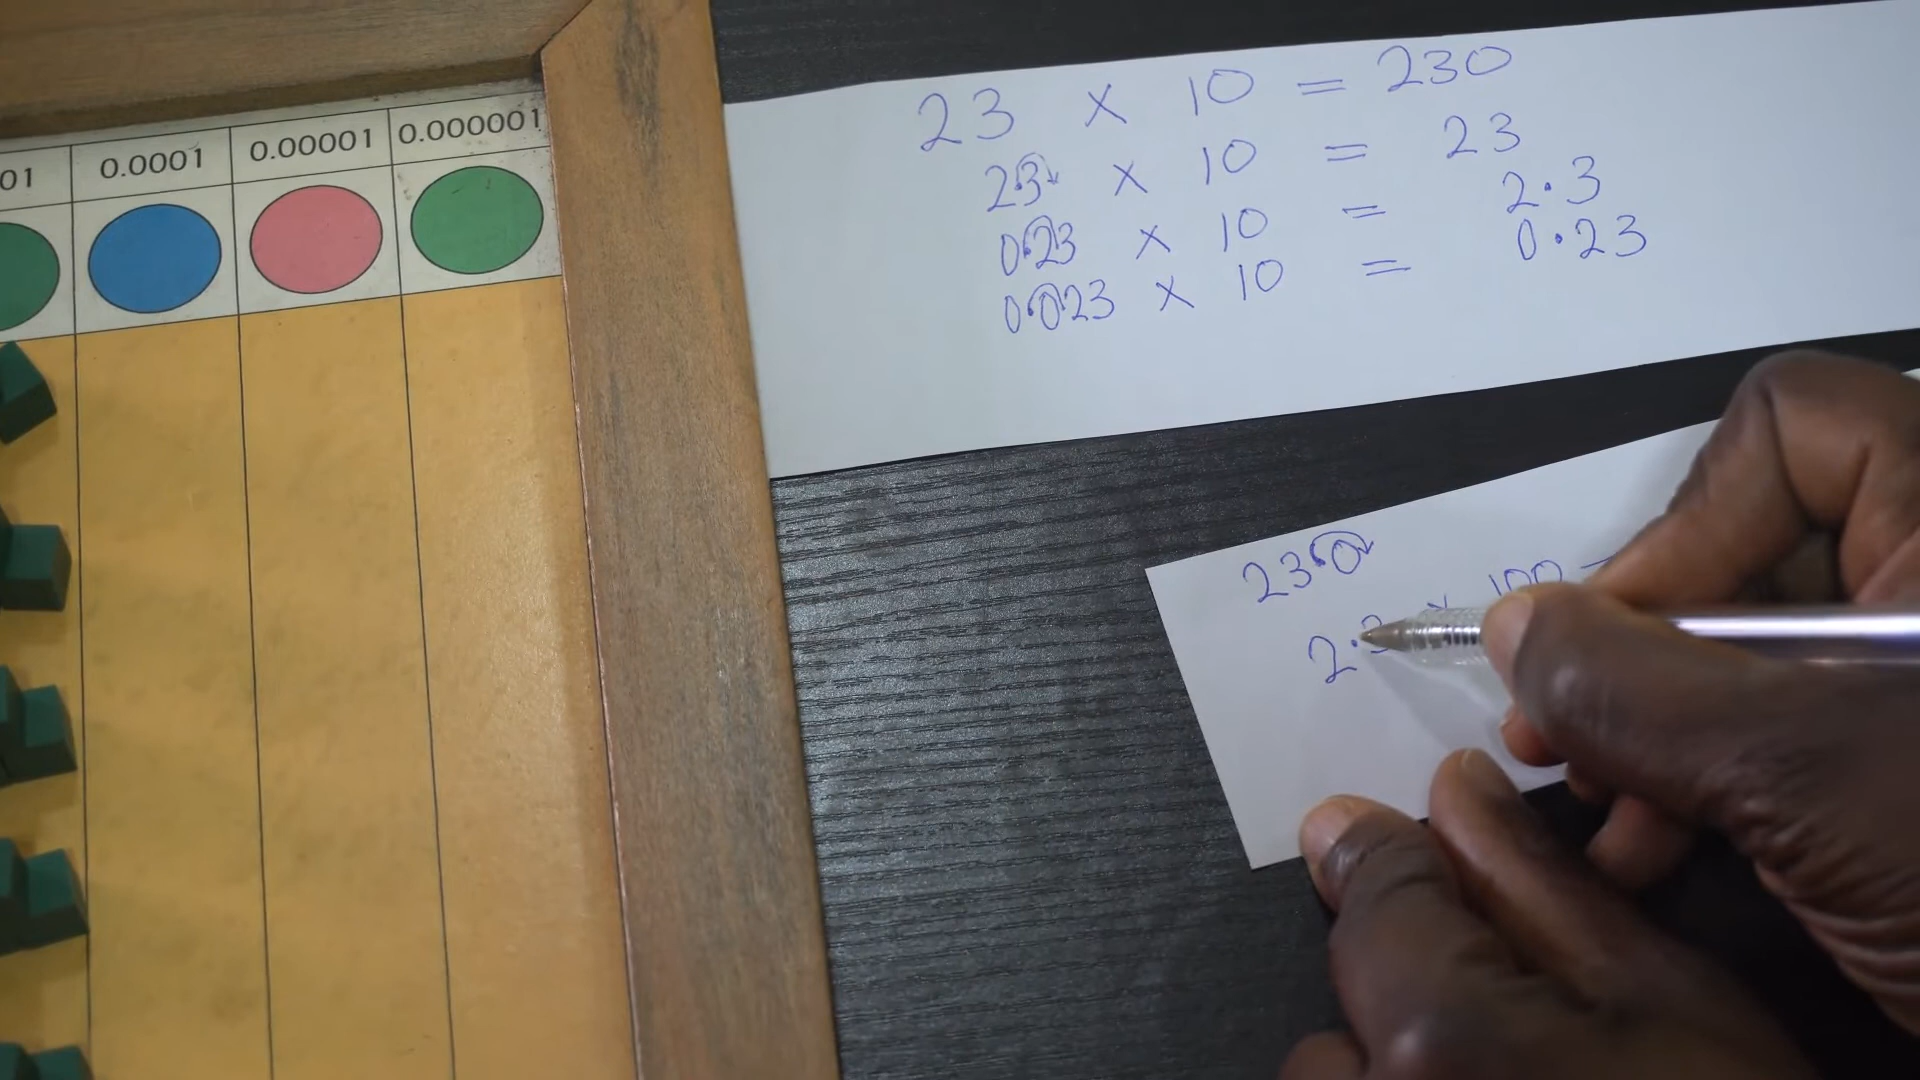 01 0.0001 0.00001 0.000001
23 × 10 = 230
2.3 × 10 = 23
0.23 × 10 = 2.3
0.023 × 10 = 0.23
23.0
2.3 × 100 =